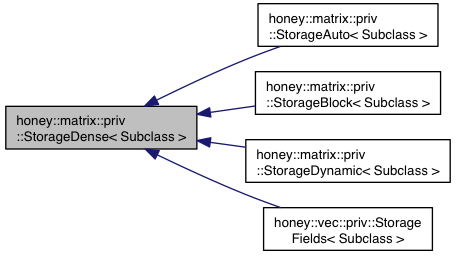 honey::matrix::priv
::StorageAuto< Subclass >
honey::matrix::priv
::StorageBlock< Subclass >
honey::matrix::priv
::StorageDense< Subclass >
honey::matrix::priv
::StorageDynamic< Subclass >
honey::vec::priv::Storage
Fields< Subclass >